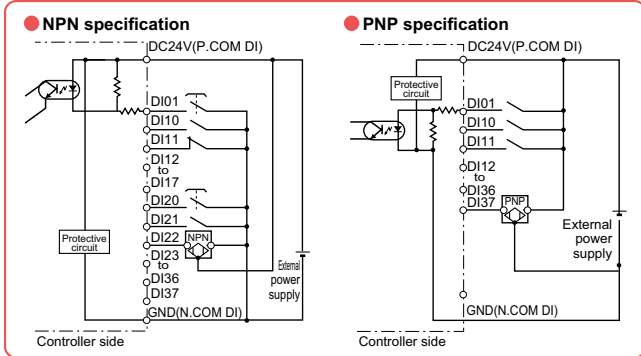 NPN specification
DC24V(P.COM DI)
DI01
DI10
DI11
DI12
to
DI17
DI20
DI21
DI22
NPN
DI23
to
DI36
DI37
GND(N.COM DI)
Protective
circuit
External
power
supply
Controller side
PNP specification
DC24V(P.COM DI)
Protective
circuit
DI01
DI10
DI11
DI12
to
DI36
DI37
PNP
External
power
supply
GND(N.COM DI)
Controller side